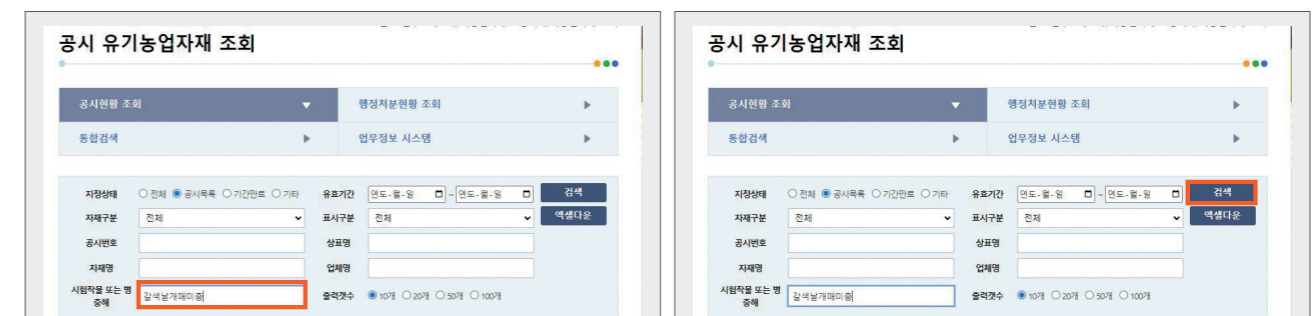 공시 유기농업자재 조회
공시현황 조회 ▼ 행정처분현황 조회 ▶
통합검색 ▶ 업무정보 시스템 ▶
지정상태 전체 공시목록 기간만료 기타 유효기간 연도-월-일 ~ 연도-월-일 검색
자재구분 전체 표시구분 전체 엑셀다운
공시번호 상표명
자재명 업체명
시험작물 또는 병충해 갈색날개매미충 출력갯수 10개 20개 50개 100개
공시 유기농업자재 조회
공시현황 조회 ▼ 행정처분현황 조회 ▶
통합검색 ▶ 업무정보 시스템 ▶
지정상태 전체 공시목록 기간만료 기타 유효기간 연도-월-일 ~ 연도-월-일 검색
자재구분 전체 표시구분 전체 엑셀다운
공시번호 상표명
자재명 업체명
시험작물 또는 병충해 갈색날개매미충 출력갯수 10개 20개 50개 100개